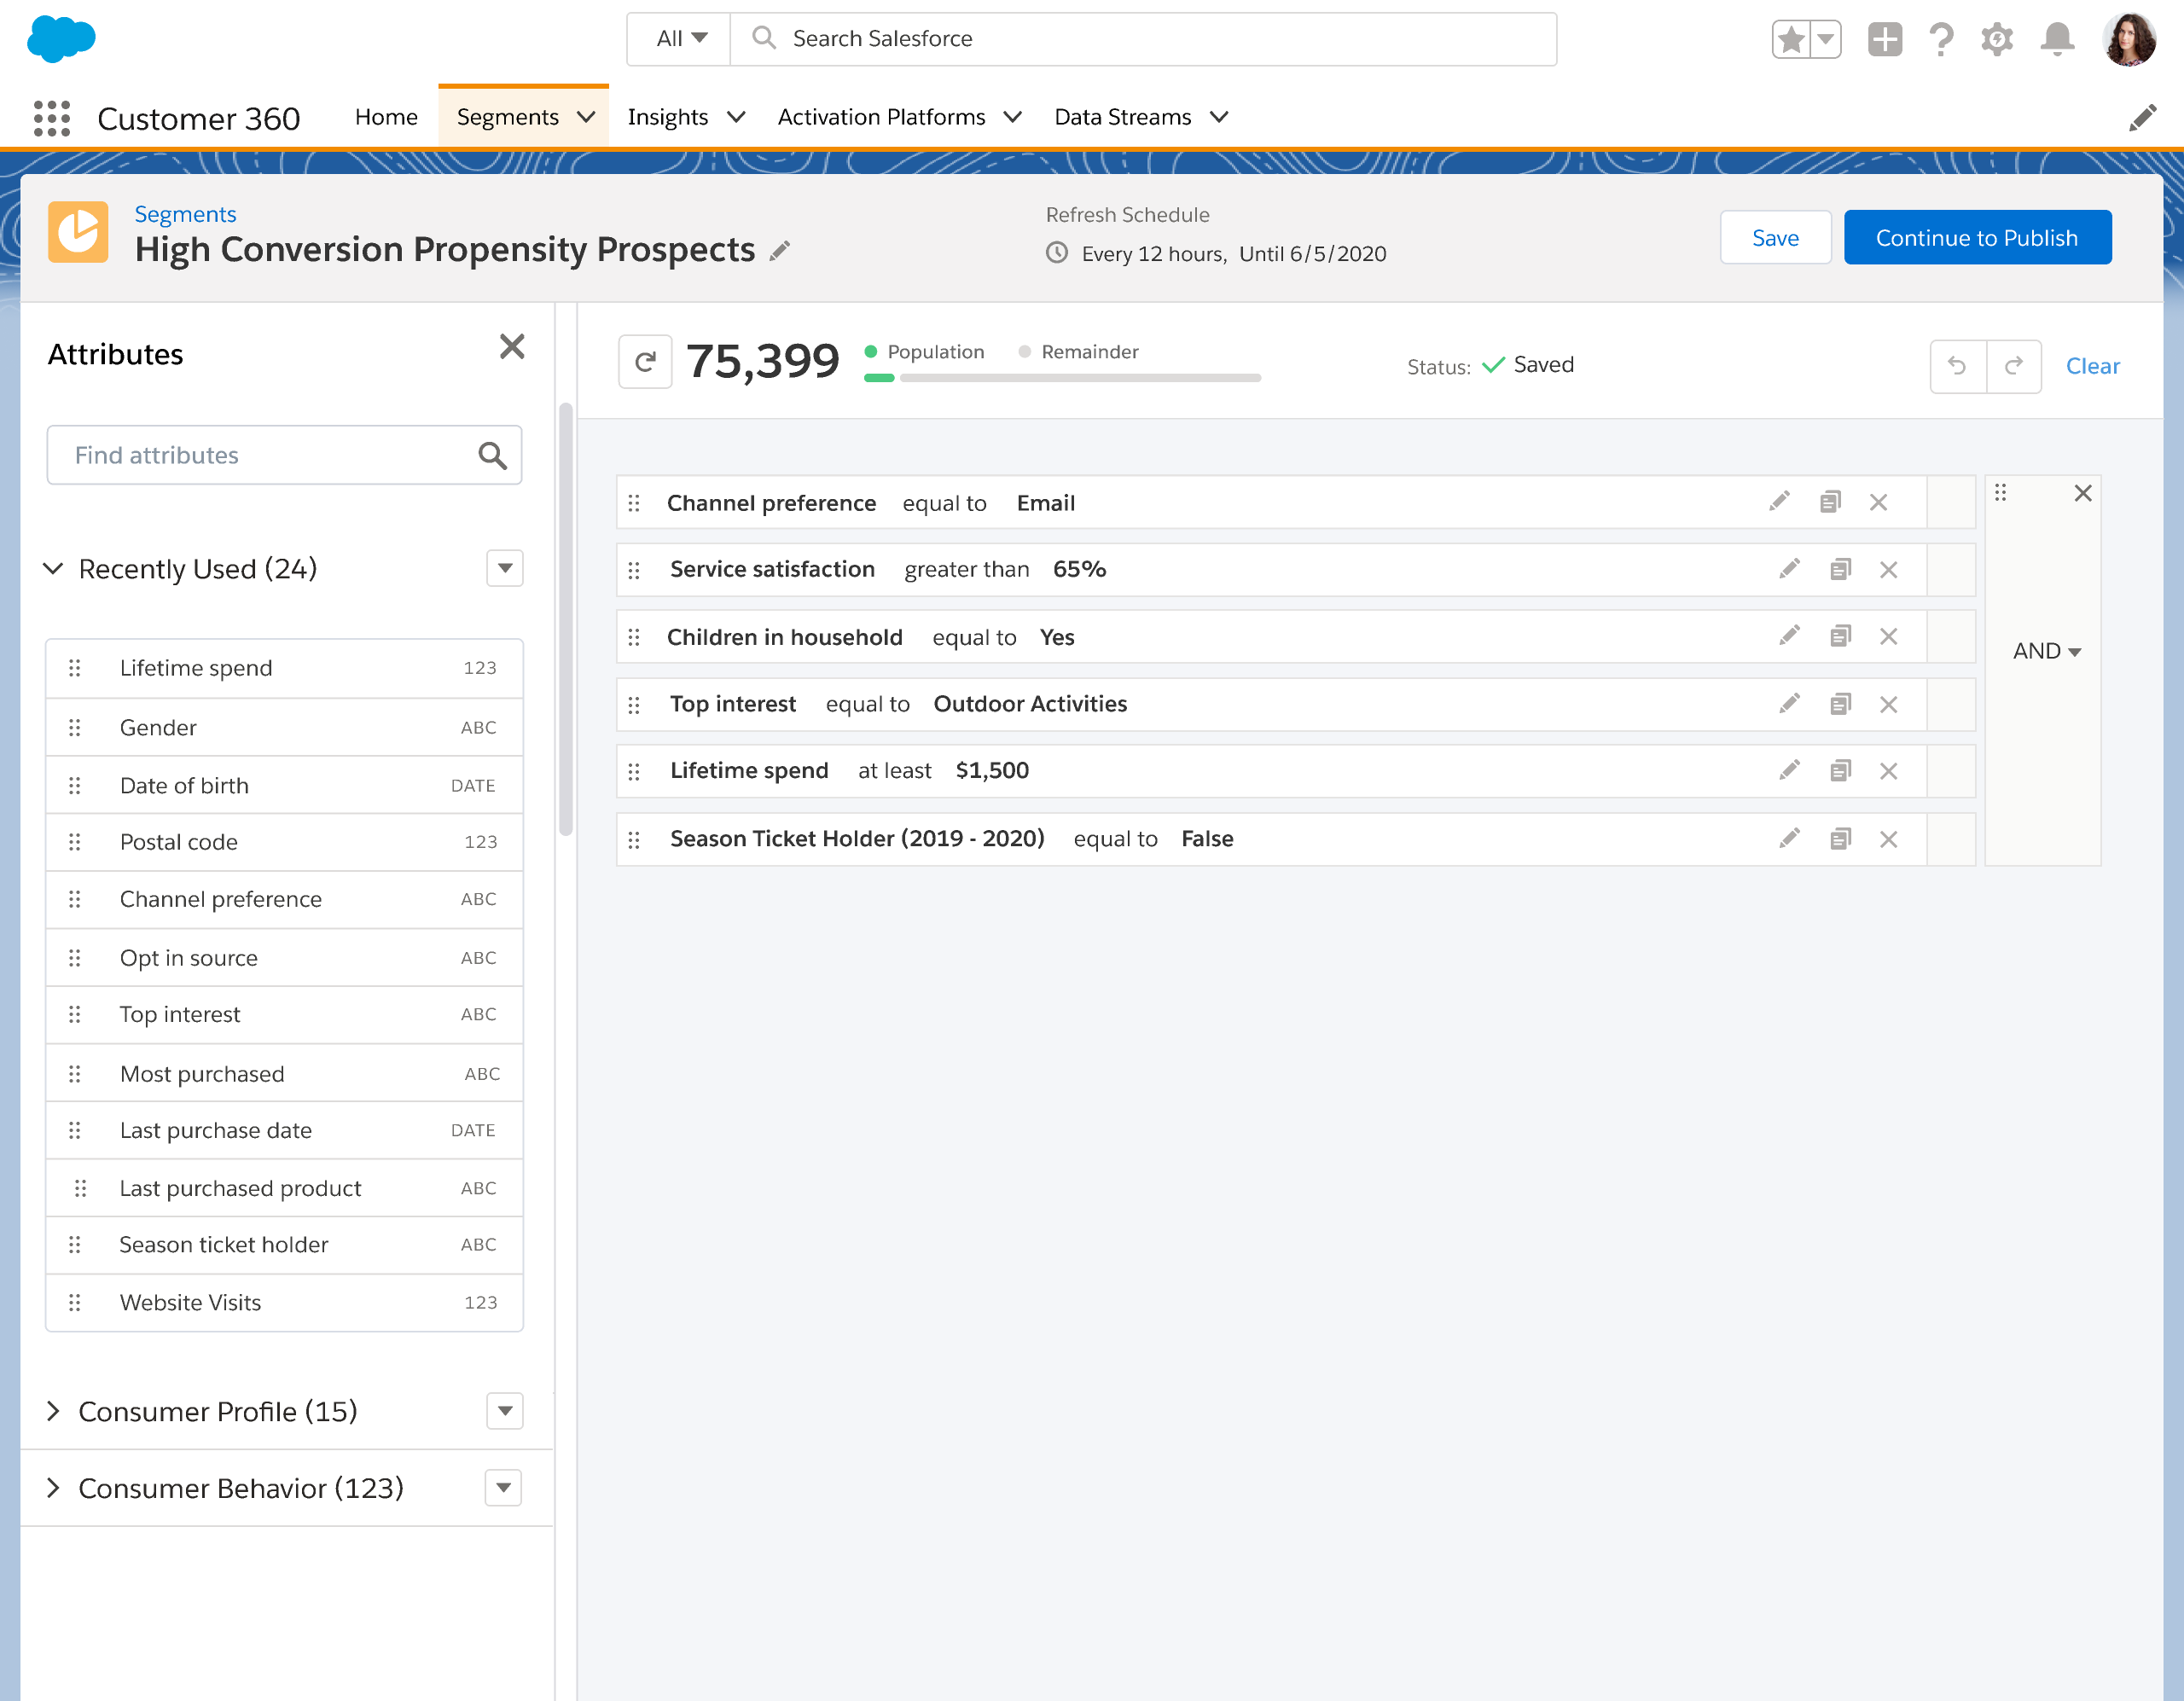 All
Search Salesforce
Customer 360 Home Segments Insights Activation Platforms Data Streams
Segments
High Conversion Propensity Prospects
Refresh Schedule
Every 12 hours, Until 6/5/2020
Save
Continue to Publish
Attributes
Find attributes
Recently Used (24)
Lifetime spend 123
Gender ABC
Date of birth DATE
Postal code 123
Channel preference ABC
Opt in source ABC
Top interest ABC
Most purchased ABC
Last purchase date DATE
Last purchased product ABC
Season ticket holder ABC
Website Visits 123
Consumer Profile (15)
Consumer Behavior (123)
75,399
Population
Remainder
Status: Saved
Clear
Channel preference equal to Email
Service satisfaction greater than 65%
Children in household equal to Yes
Top interest equal to Outdoor Activities
Lifetime spend at least $1,500
Season Ticket Holder (2019 - 2020) equal to False
AND